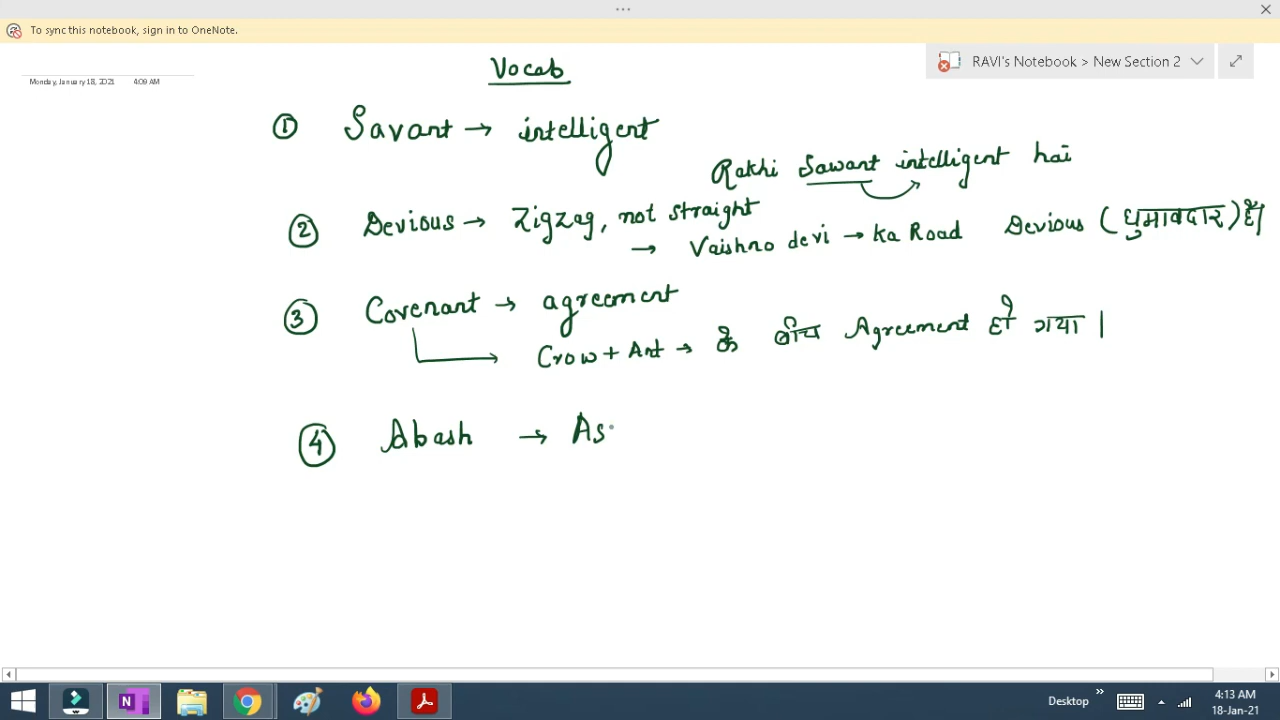 To sync this notebook, sign in to OneNote.
RAVI's Notebook > New Section 2
Monday, January 18, 2021 4:09 AM
Vocab
① Savant → intelligent
Rakhi Sawant intelligent hai
② Devious → Zigzag, not straight
→ Vaishno devi → ka Road Devious (घुमावदार) है।
③ Covenant → agreement
Crow + Ant → के बीच Agreement हो गया |
④ Abash → As
Desktop
4:13 AM
18-Jan-21